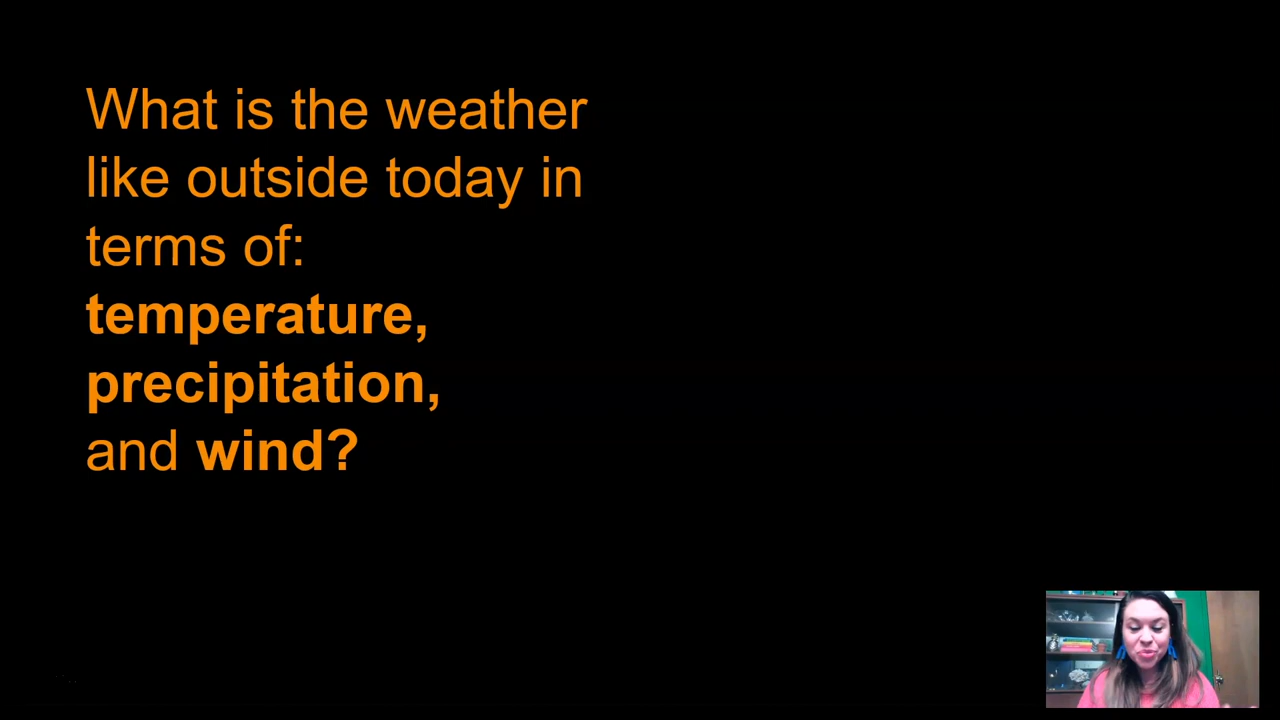 What is the weather
like outside today in
terms of:
temperature,
precipitation,
and wind?